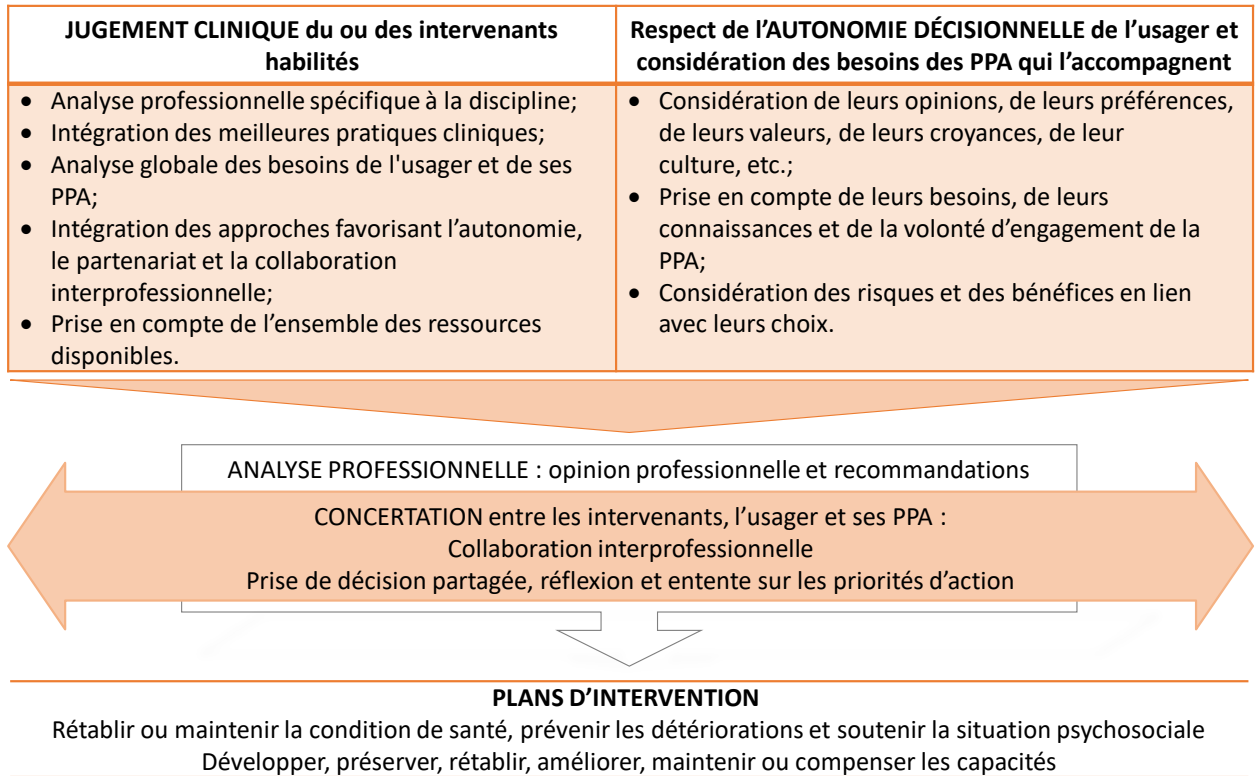 JUGEMENT CLINIQUE du ou des intervenants
habilités
• Analyse professionnelle spécifique à la discipline;
• Intégration des meilleures pratiques cliniques;
• Analyse globale des besoins de l'usager et de ses
PPA;
• Intégration des approches favorisant l’autonomie,
le partenariat et la collaboration
interprofessionnelle;
• Prise en compte de l’ensemble des ressources
disponibles.
Respect de l’AUTONOMIE DÉCISIONNELLE de l’usager et
considération des besoins des PPA qui l’accompagnent
• Considération de leurs opinions, de leurs préférences,
de leurs valeurs, de leurs croyances, de leur
culture, etc.;
• Prise en compte de leurs besoins, de leurs
connaissances et de la volonté d’engagement de la
PPA;
• Considération des risques et des bénéfices en lien
avec leurs choix.
ANALYSE PROFESSIONNELLE : opinion professionnelle et recommandations
CONCERTATION entre les intervenants, l’usager et ses PPA :
Collaboration interprofessionnelle
Prise de décision partagée, réflexion et entente sur les priorités d’action
PLANS D’INTERVENTION
Rétablir ou maintenir la condition de santé, prévenir les détériorations et soutenir la situation psychosociale
Développer, préserver, rétablir, améliorer, maintenir ou compenser les capacités